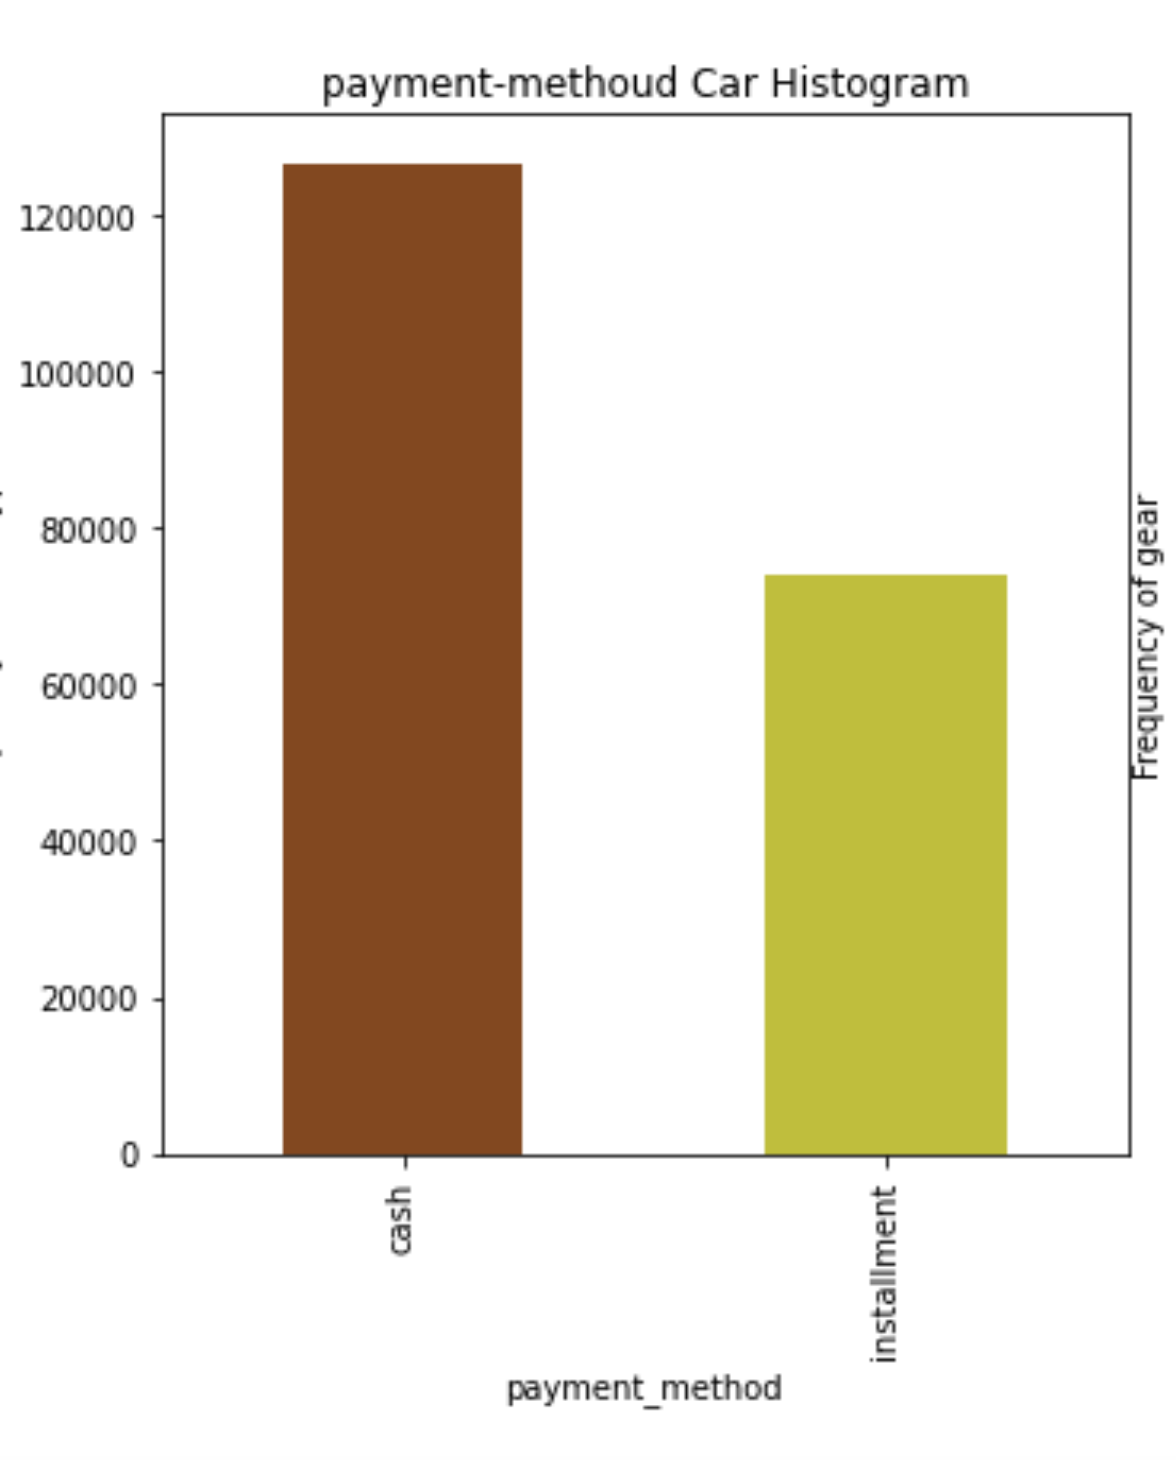 payment-methoud Car Histogram
120000
100000
80000
60000
40000
20000
0
cash
installment
payment_method
Frequency of gear